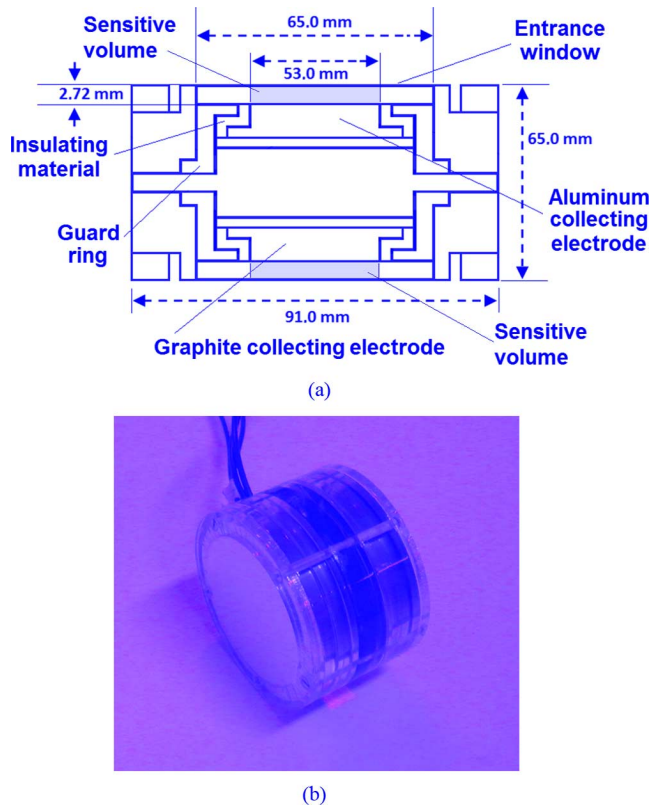 Sensitive
volume
65.0 mm
53.0 mm
Entrance
window
2.72 mm
Insulating
material
65.0 mm
Guard
ring
Aluminum
collecting
electrode
91.0 mm
Graphite collecting electrode
Sensitive
volume
(a)
(b)